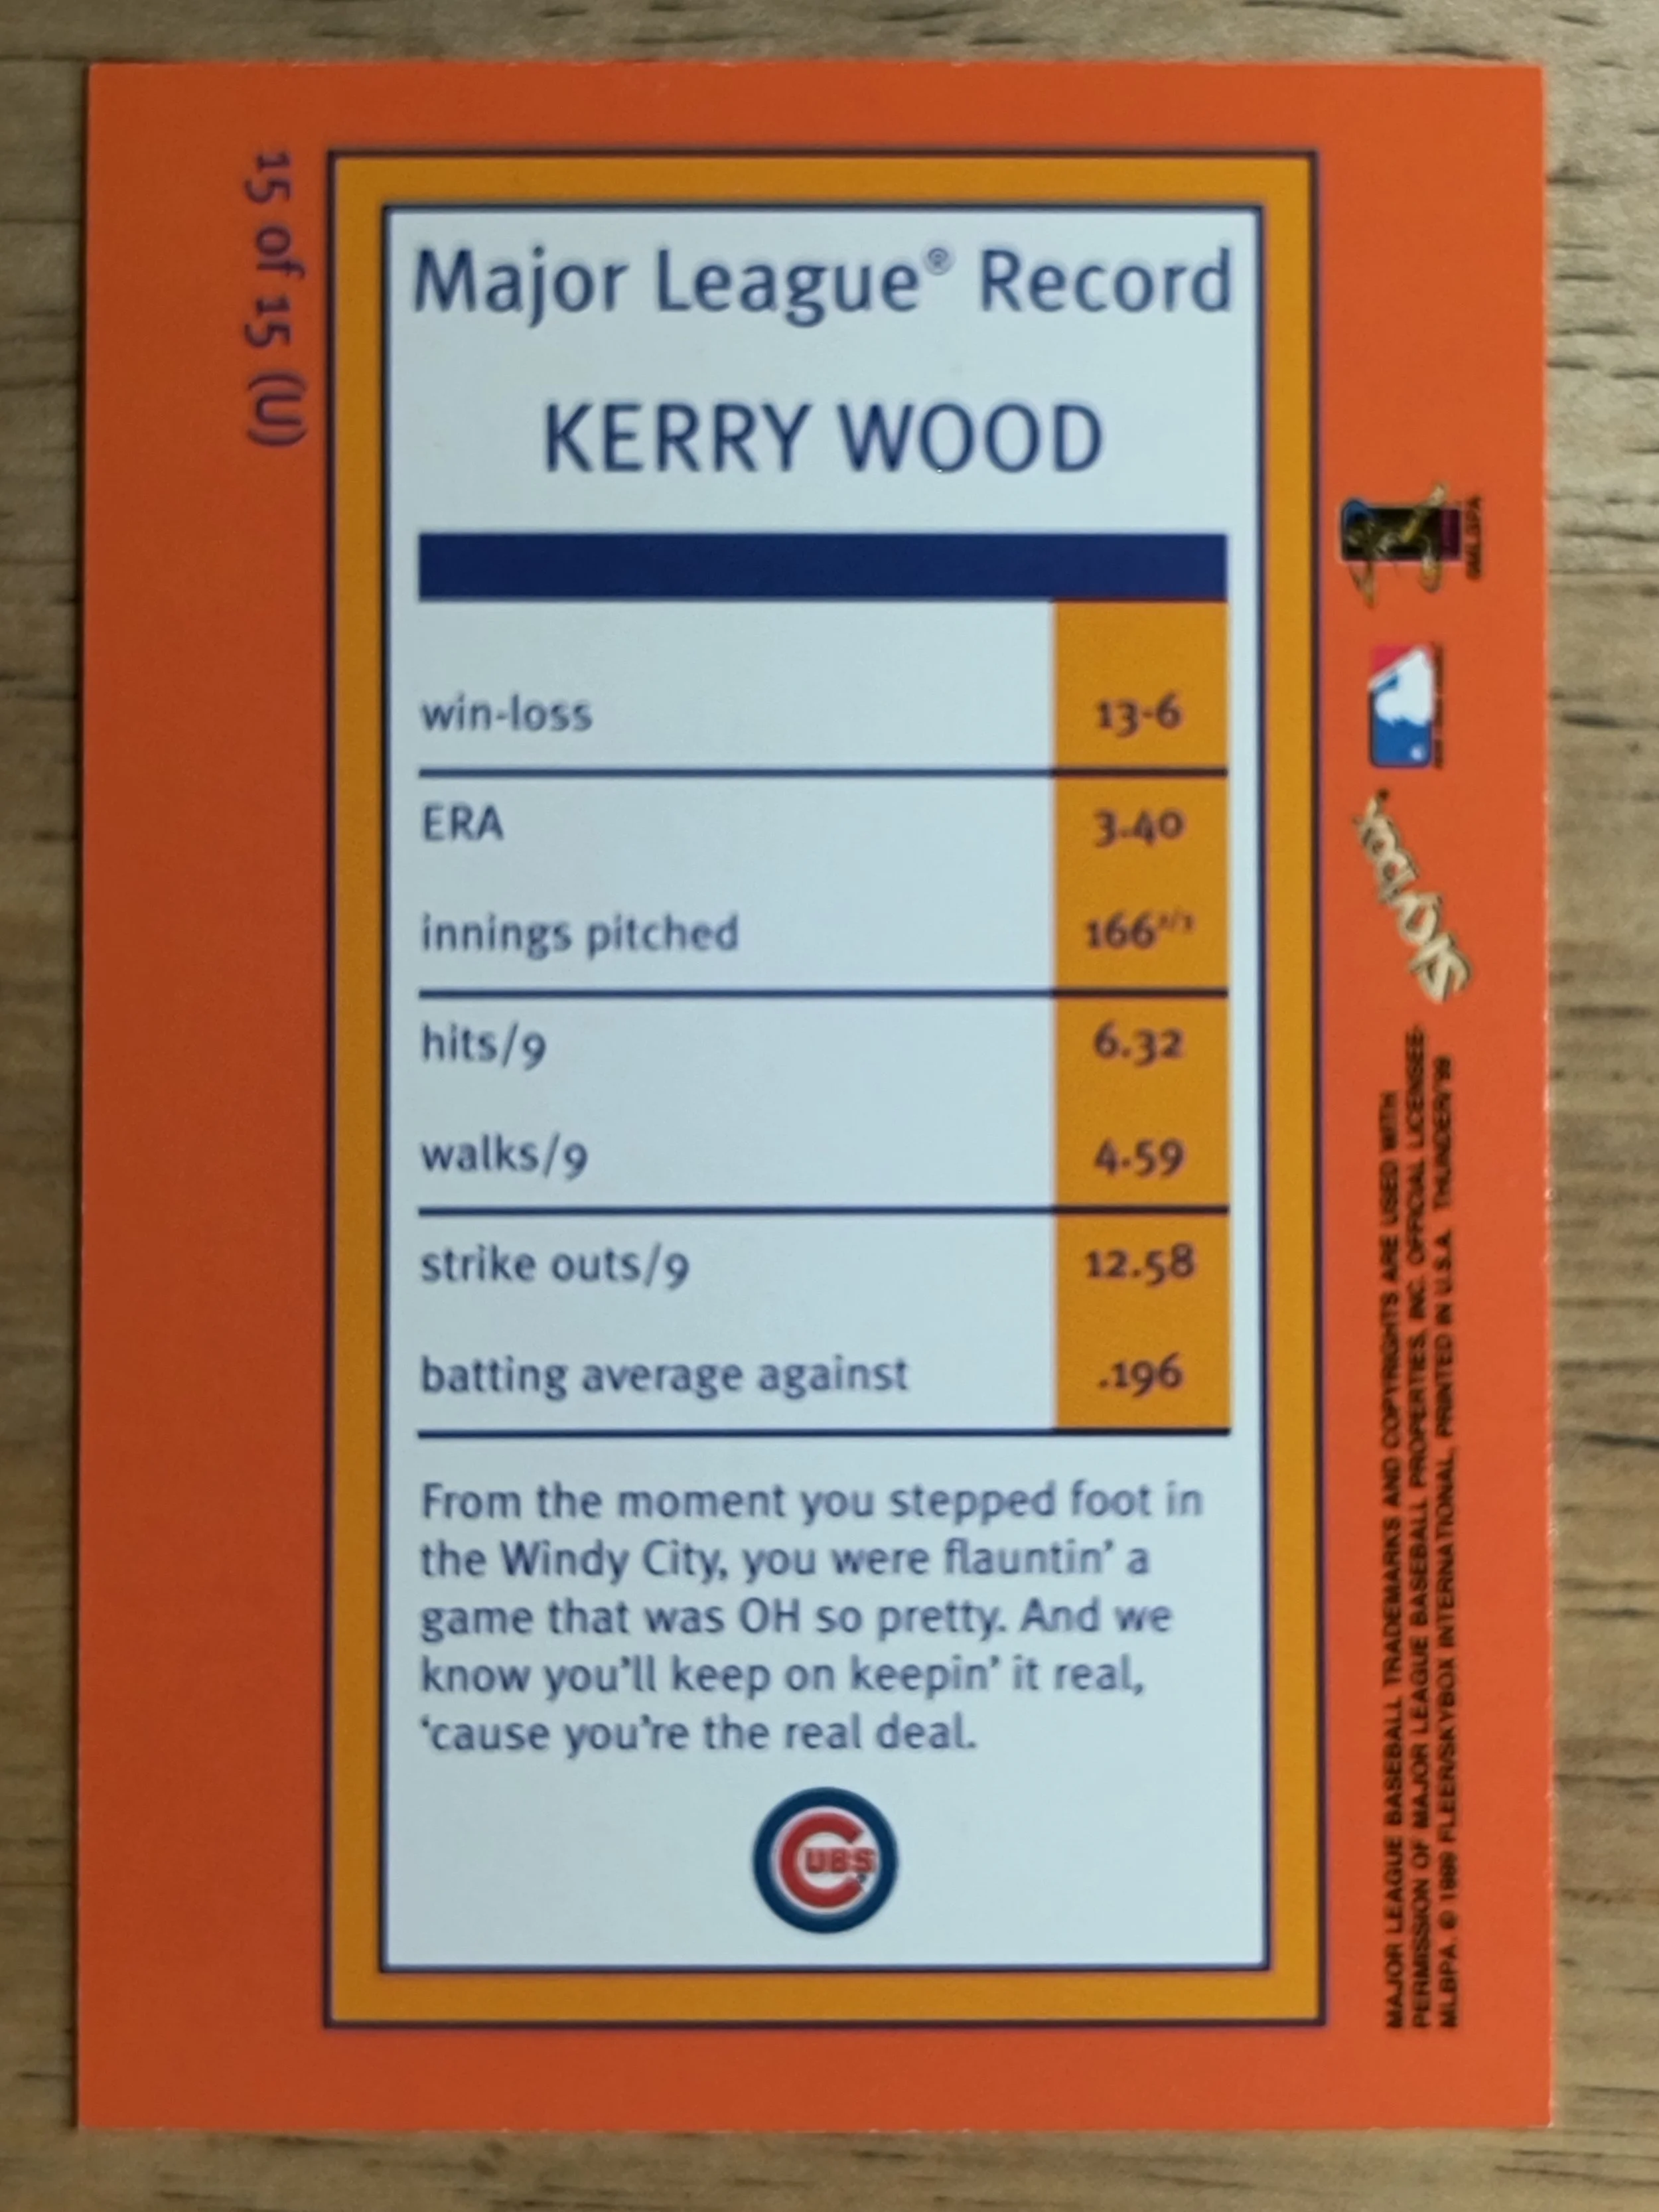 15 of 15 (U)
Major League® Record
KERRY WOOD
win-loss 13-6
ERA 3.40
innings pitched 166²/³
hits/9 6.32
walks/9 4.59
strike outs/9 12.58
batting average against .196
From the moment you stepped foot in
the Windy City, you were flauntin’ a
game that was OH so pretty. And we
know you’ll keep on keepin’ it real,
‘cause you’re the real deal.
CUBS
©MLBPA
SkyBox®
MAJOR LEAGUE BASEBALL TRADEMARKS AND COPYRIGHTS ARE USED WITH
PERMISSION OF MAJOR LEAGUE BASEBALL PROPERTIES, INC. OFFICIAL LICENSEE-
MLBPA. © 1999 FLEER/SKYBOX INTERNATIONAL. PRINTED IN U.S.A. THUNDER/'99